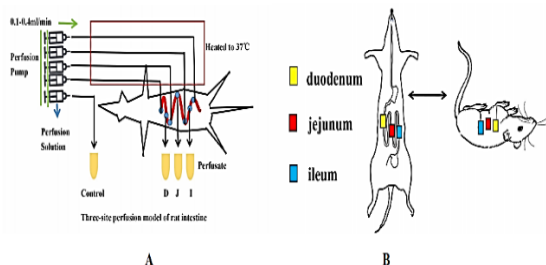 0.1-0.4ml/min
Heated to 37℃
Perfusion
Pump
Perfusion
Solution
Perfusate
Control
D J I
Three-site perfusion model of rat intestine
A
duodenum
jejunum
ileum
B